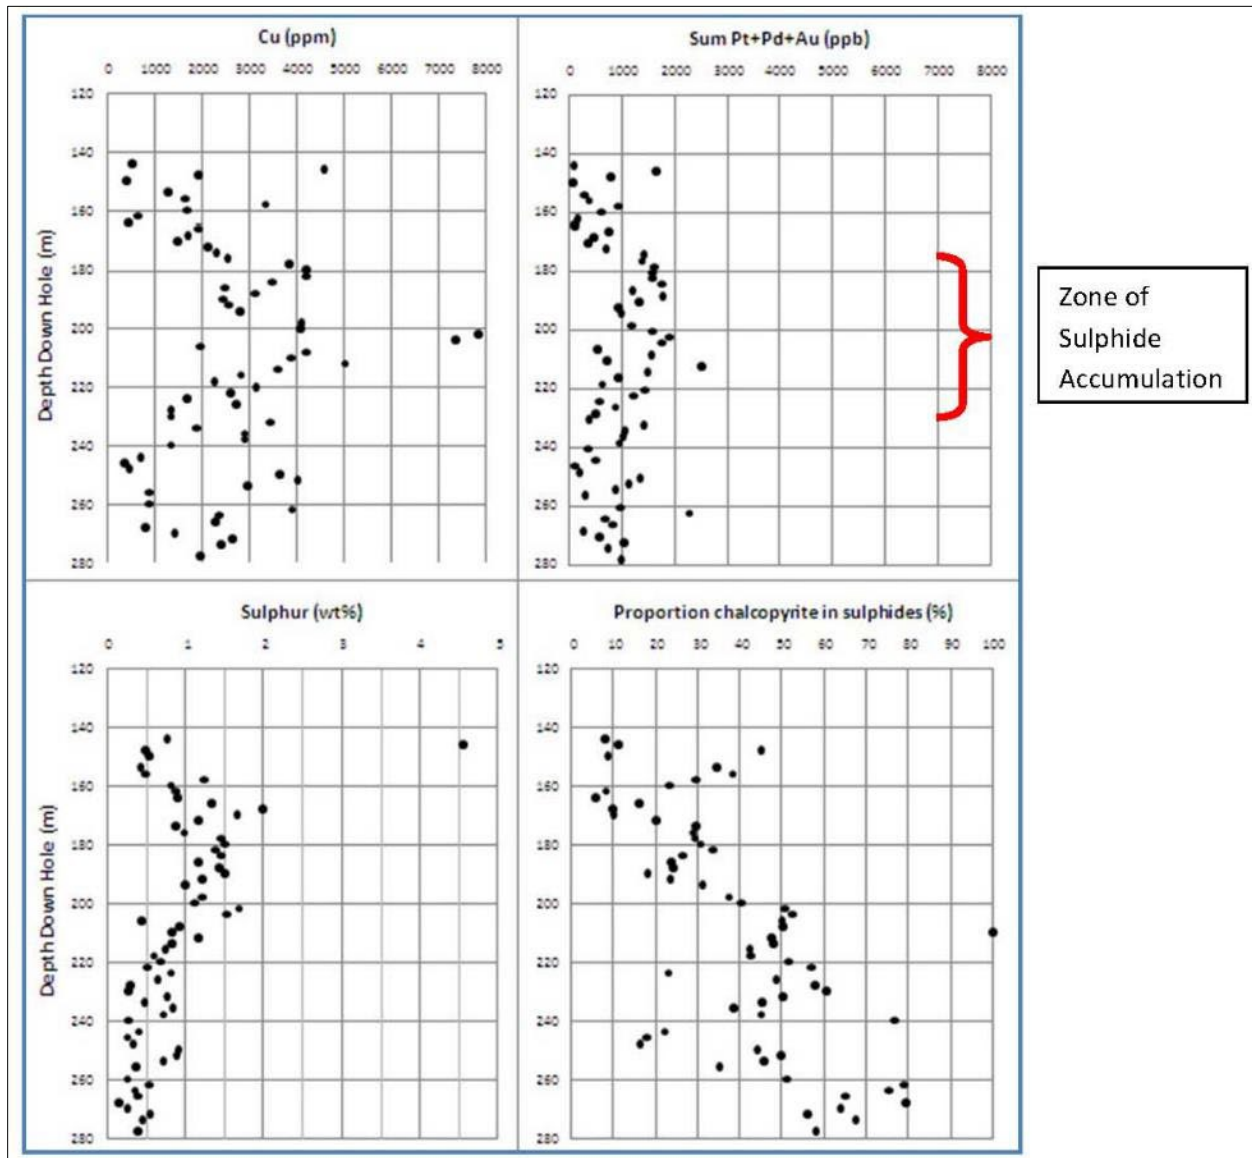 Cu (ppm)
0 1000 2000 3000 4000 5000 6000 7000 8000
Depth Down Hole (m)
120
140
160
180
200
220
240
260
280
Sum Pt+Pd+Au (ppb)
0 1000 2000 3000 4000 5000 6000 7000 8000
120
140
160
180
200
220
240
260
280
Zone of
Sulphide
Accumulation
Sulphur (wt%)
0 1 2 3 4 5
Depth Down Hole (m)
120
140
160
180
200
220
240
260
280
Proportion chalcopyrite in sulphides (%)
0 10 20 30 40 50 60 70 80 90 100
120
140
160
180
200
220
240
260
280